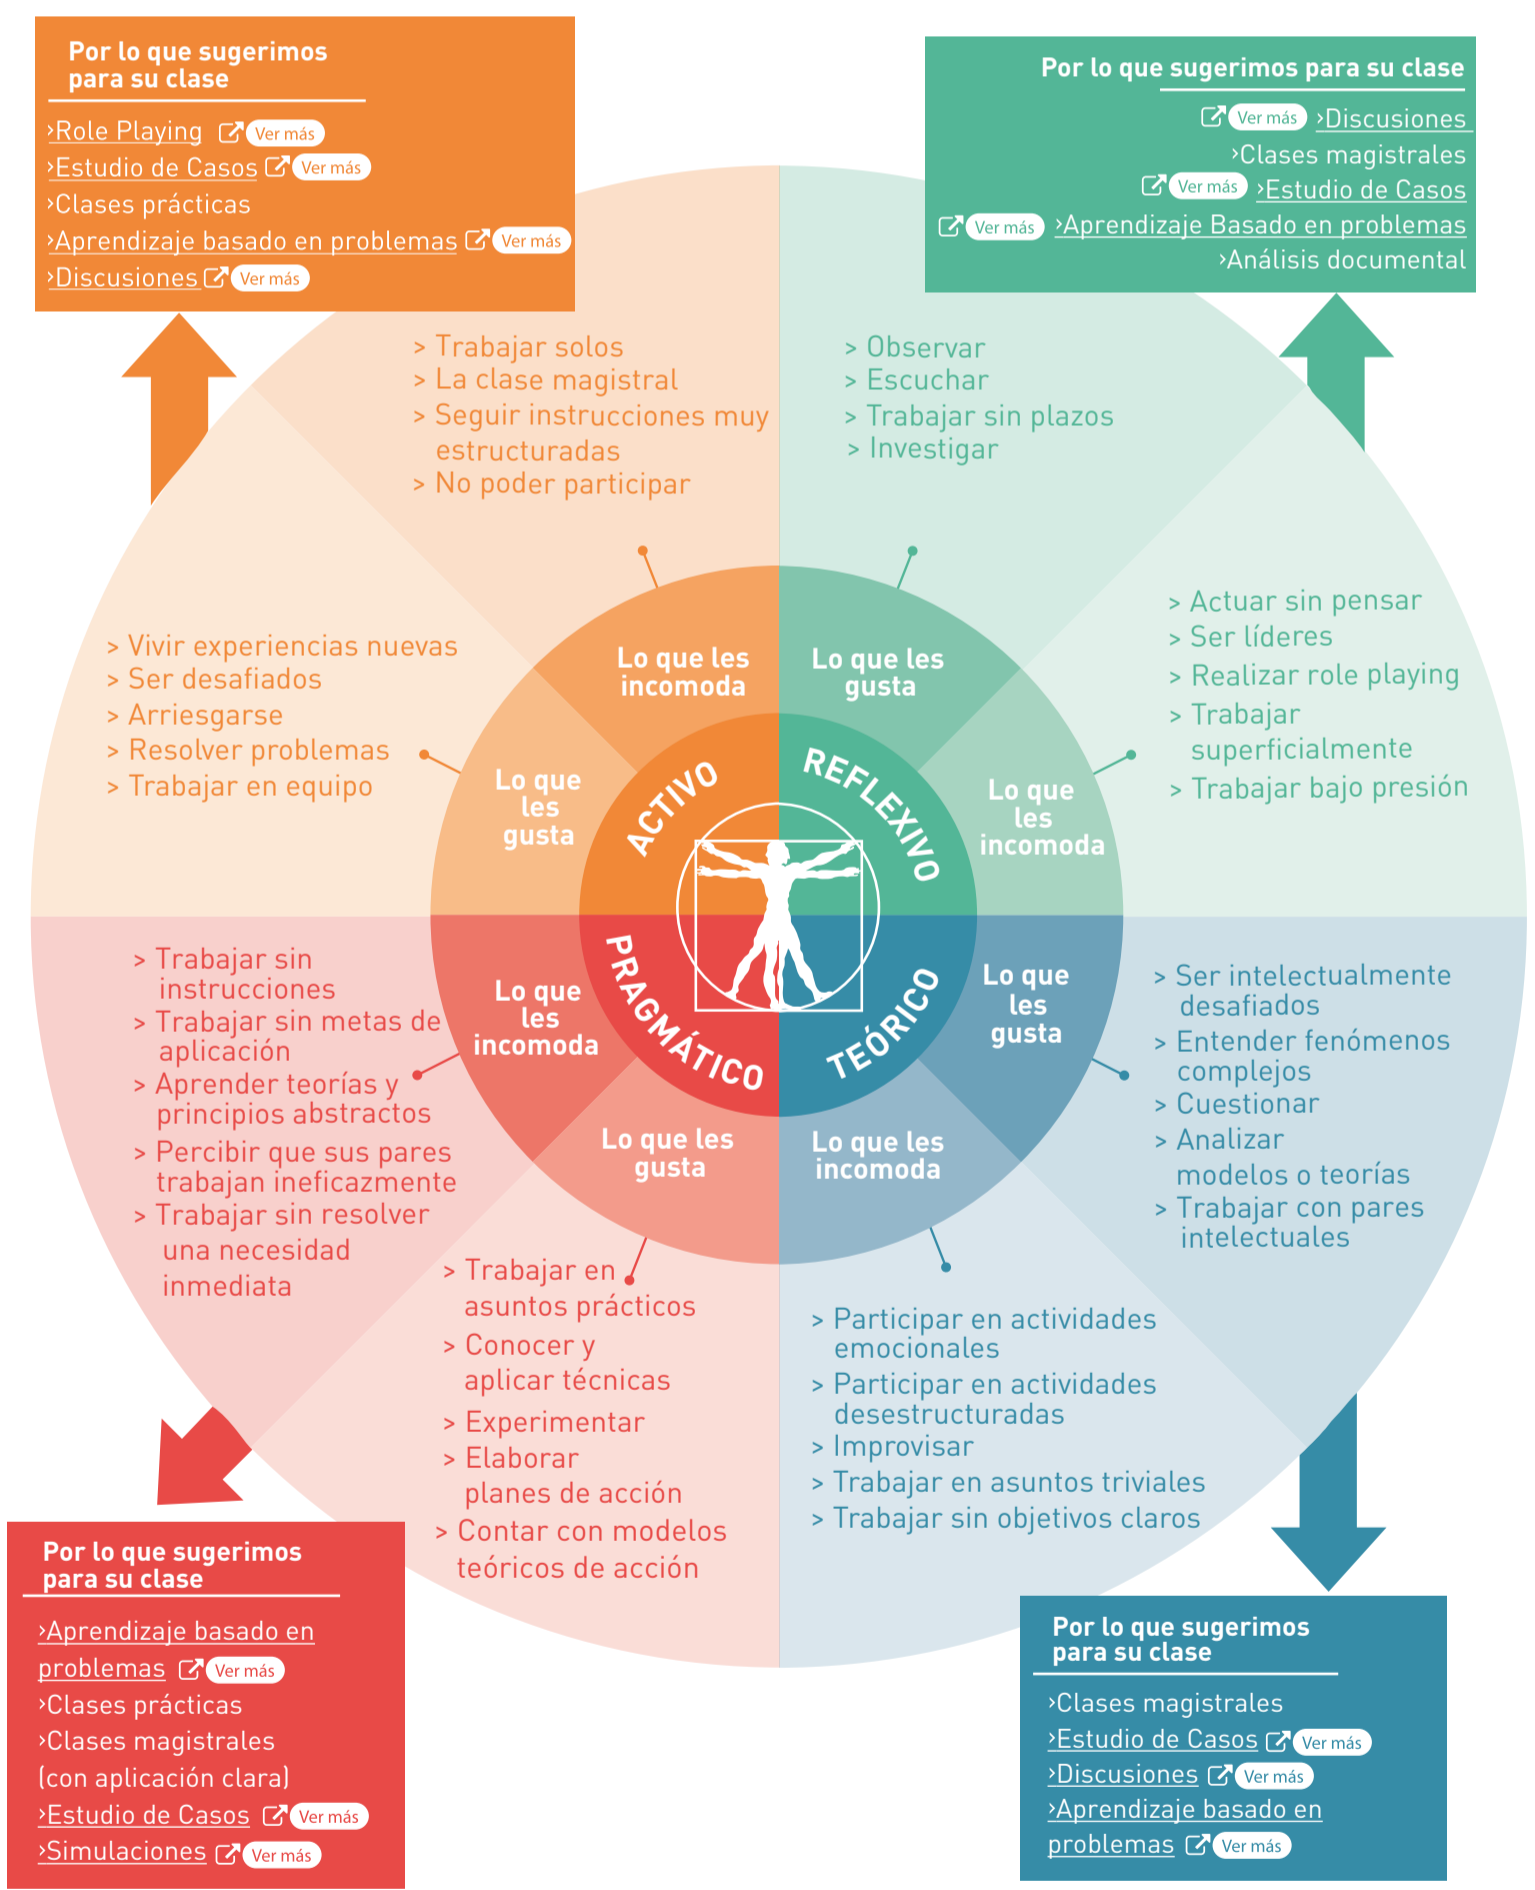 Por lo que sugerimos
para su clase
›Role Playing Ver más
›Estudio de Casos Ver más
›Clases prácticas
›Aprendizaje basado en problemas Ver más
›Discusiones Ver más
Por lo que sugerimos para su clase
Ver más ›Discusiones
›Clases magistrales
Ver más ›Estudio de Casos
Ver más ›Aprendizaje Basado en problemas
›Análisis documental
> Trabajar solos
> La clase magistral
> Seguir instrucciones muy
estructuradas
> No poder participar
> Observar
> Escuchar
> Trabajar sin plazos
> Investigar
> Vivir experiencias nuevas
> Ser desafiados
> Arriesgarse
> Resolver problemas
> Trabajar en equipo
> Actuar sin pensar
> Ser líderes
> Realizar role playing
> Trabajar
superficialmente
> Trabajar bajo presión
Lo que les
incomoda
Lo que les
gusta
Lo que
les
gusta
Lo que
les
incomoda
ACTIVO
REFLEXIVO
PRAGMÁTICO
TEÓRICO
Lo que
les
incomoda
Lo que
les
gusta
Lo que les
gusta
Lo que les
incomoda
> Trabajar sin
instrucciones
> Trabajar sin metas de
aplicación
> Aprender teorías y
principios abstractos
> Percibir que sus pares
trabajan ineficazmente
> Trabajar sin resolver
una necesidad
inmediata
> Ser intelectualmente
desafiados
> Entender fenómenos
complejos
> Cuestionar
> Analizar
modelos o teorías
> Trabajar con pares
intelectuales
> Trabajar en
asuntos prácticos
> Conocer y
aplicar técnicas
> Experimentar
> Elaborar
planes de acción
> Contar con modelos
teóricos de acción
> Participar en actividades
emocionales
> Participar en actividades
desestructuradas
> Improvisar
> Trabajar en asuntos triviales
> Trabajar sin objetivos claros
Por lo que sugerimos
para su clase
›Aprendizaje basado en
problemas Ver más
›Clases prácticas
›Clases magistrales
(con aplicación clara)
›Estudio de Casos Ver más
›Simulaciones Ver más
Por lo que sugerimos
para su clase
›Clases magistrales
›Estudio de Casos Ver más
›Discusiones Ver más
›Aprendizaje basado en
problemas Ver más